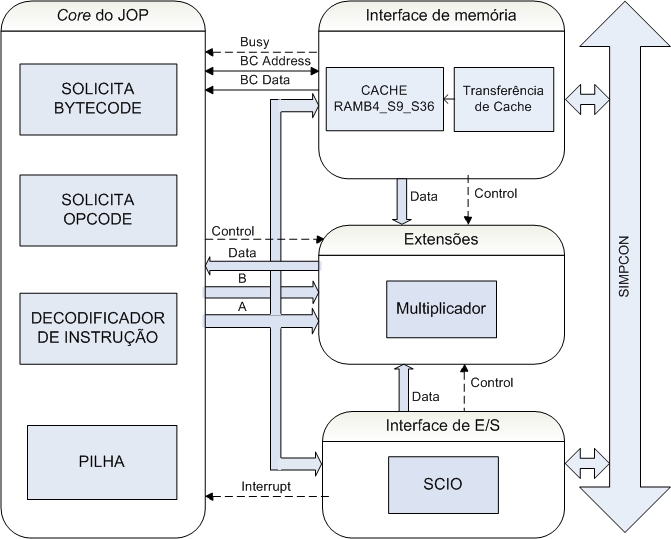 Core do JOP
SOLICITA
BYTECODE
SOLICITA
OPCODE
DECODIFICADOR
DE INSTRUÇÃO
PILHA
Busy
BC Address
BC Data
Control
Data
B
A
Interrupt
Interface de memória
CACHE
RAMB4_S9_S36
Transferência
de Cache
Data
Control
Extensões
Multiplicador
Data
Control
Interface de E/S
SCIO
SIMPCON